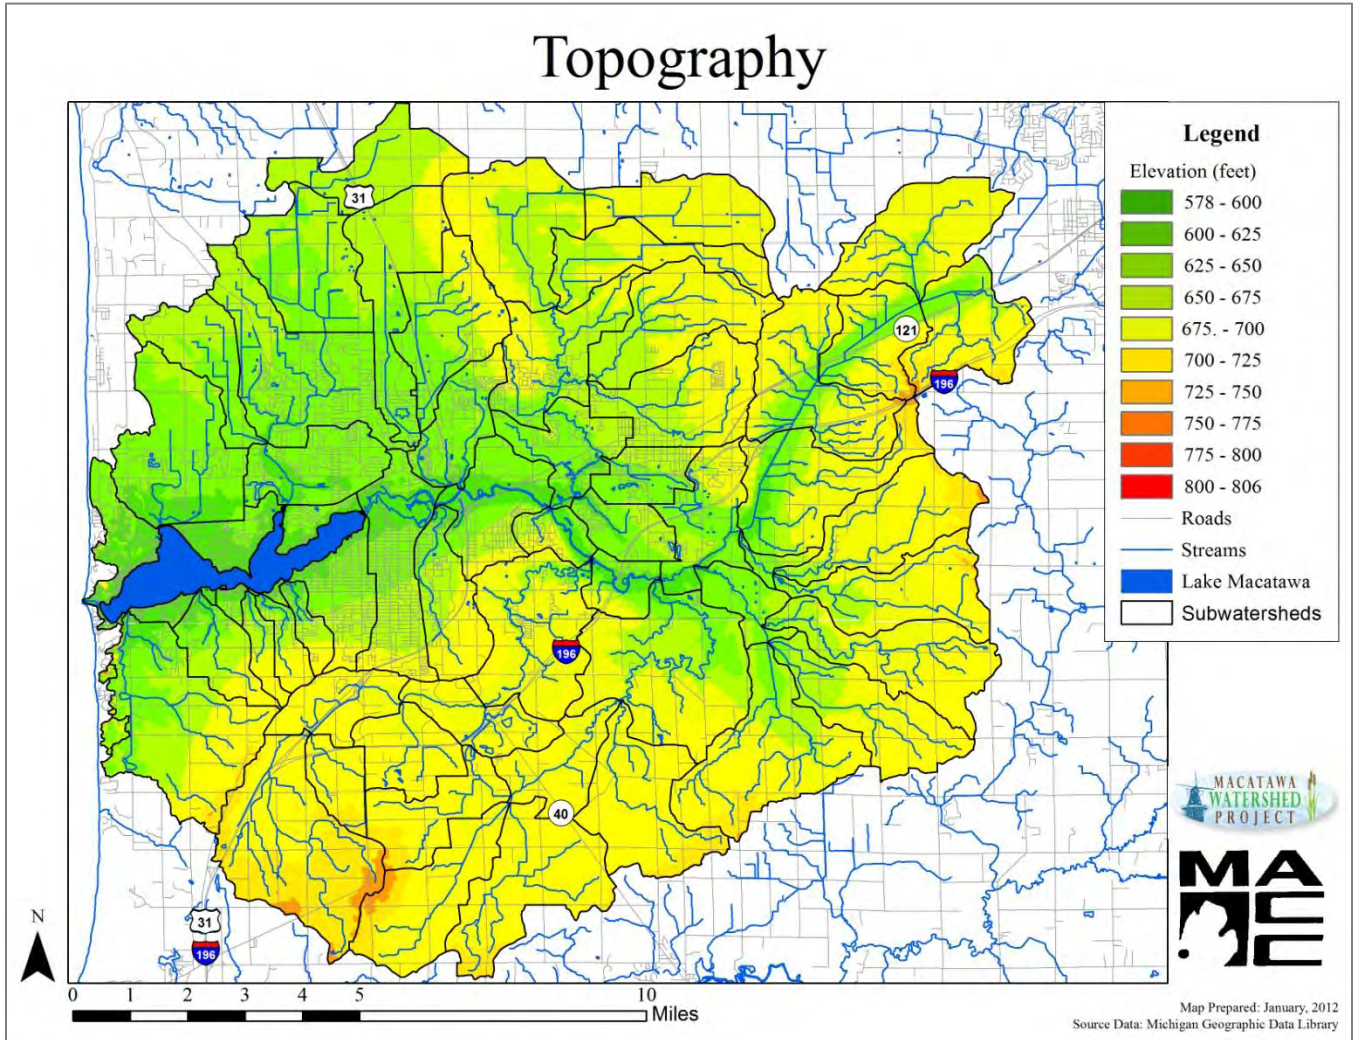 Topography
Legend
Elevation (feet)
578 - 600
600 - 625
625 - 650
650 - 675
675. - 700
700 - 725
725 - 750
750 - 775
775 - 800
800 - 806
Roads
Streams
Lake Macatawa
Subwatersheds
31
121
196
196
40
31
196
N
0 1 2 3 4 5 10
Miles
MACATAWA
WATERSHED
PROJECT
MA
C
C
Map Prepared: January, 2012
Source Data: Michigan Geographic Data Library